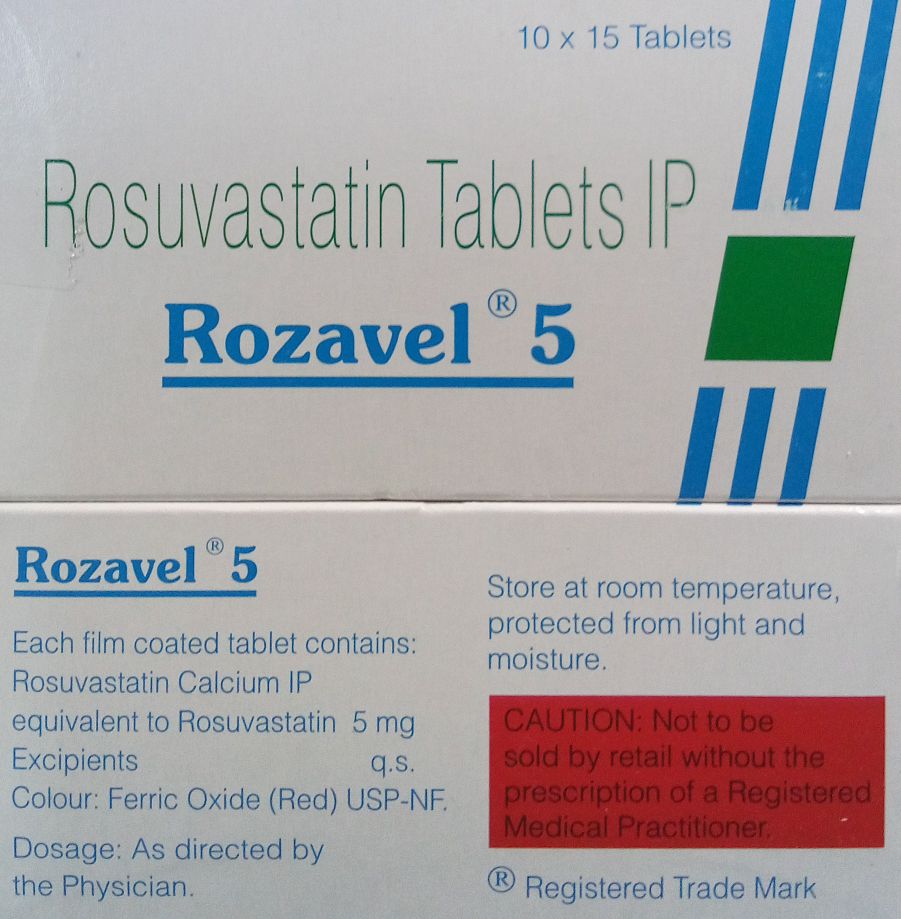 10 x 15 Tablets
Rosuvastatin Tablets IP
Rozavel® 5
Rozavel® 5
Each film coated tablet contains:
Rosuvastatin Calcium IP
equivalent to Rosuvastatin 5 mg
Excipients q.s.
Colour: Ferric Oxide (Red) USP-NF.
Dosage: As directed by
the Physician.
Store at room temperature,
protected from light and
moisture.
CAUTION: Not to be
sold by retail without the
prescription of a Registered
Medical Practitioner.
® Registered Trade Mark